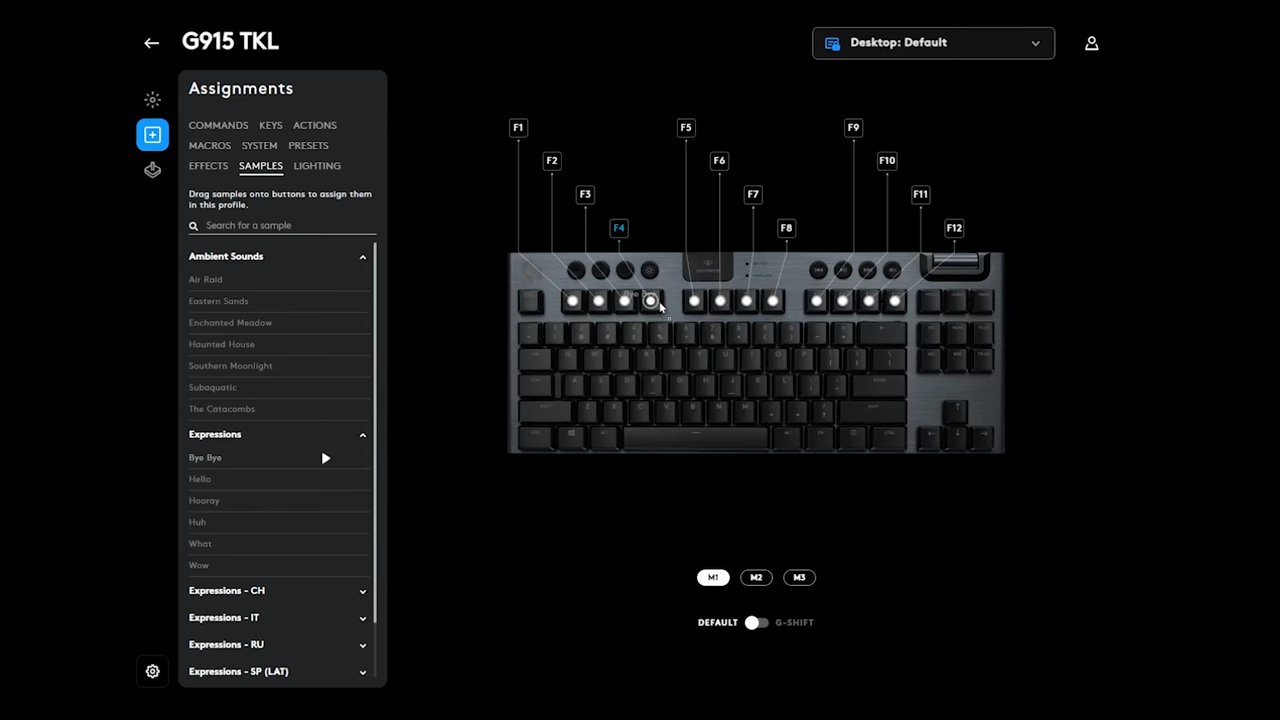 G915 TKL
Desktop: Default
Assignments
COMMANDS KEYS ACTIONS
MACROS SYSTEM PRESETS
EFFECTS SAMPLES LIGHTING
Drag samples onto buttons to assign them
in this profile.
Search for a sample
Ambient Sounds
Air Raid
Eastern Sands
Enchanted Meadow
Haunted House
Southern Moonlight
Subaquatic
The Catacombs
Expressions
Bye Bye
Hello
Hooray
Huh
What
Wow
Expressions - CH
Expressions - IT
Expressions - RU
Expressions - SP (LAT)
F1 F5 F9
F2 F6 F10
F3 F7 F11
F4 F8 F12
M1 M2 M3
DEFAULT G-SHIFT